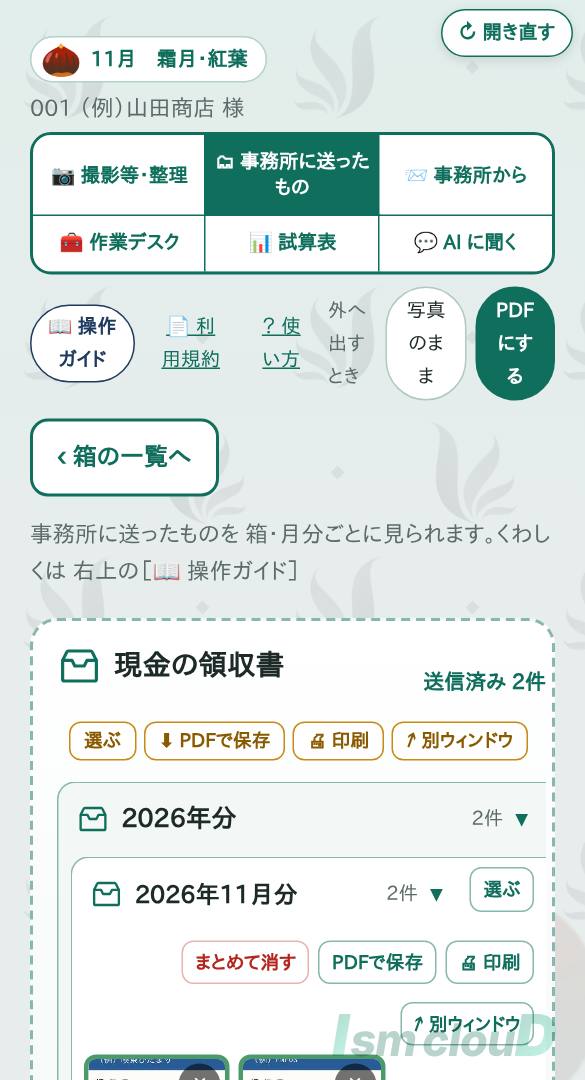 開き直す
11月　霜月・紅葉
001 (例)山田商店 様
撮影等・整理
事務所に送った
もの
事務所から
作業デスク
試算表
AI に聞く
操作
ガイド
利
用規約
? 使
い方
外へ
出す
とき
写真
のま
ま
PDF
にす
る
‹ 箱の一覧へ
事務所に送ったものを 箱・月分ごとに見られます。くわし
くは 右上の[📖 操作ガイド]
現金の領収書
送信済み 2件
選ぶ
⬇ PDFで保存
印刷
↗ 別ウィンドウ
2026年分
2件 ▼
2026年11月分
2件 ▼
選ぶ
まとめて消す
PDFで保存
印刷
↗ 別ウィンドウ
Ism clouD